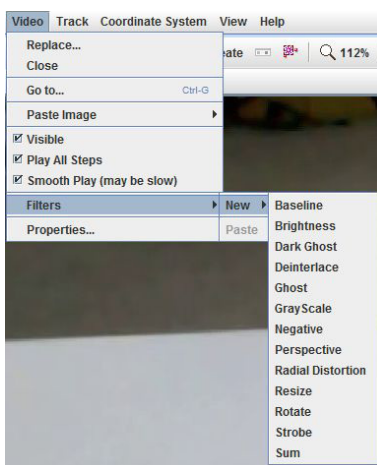 Video Track Coordinate System View Help
Replace...
eate 112%
Close
Go to... Ctrl-G
Paste Image
Visible
Play All Steps
Smooth Play (may be slow)
Filters
New
Baseline
Properties...
Paste
Brightness
Dark Ghost
Deinterlace
Ghost
GrayScale
Negative
Perspective
Radial Distortion
Resize
Rotate
Strobe
Sum